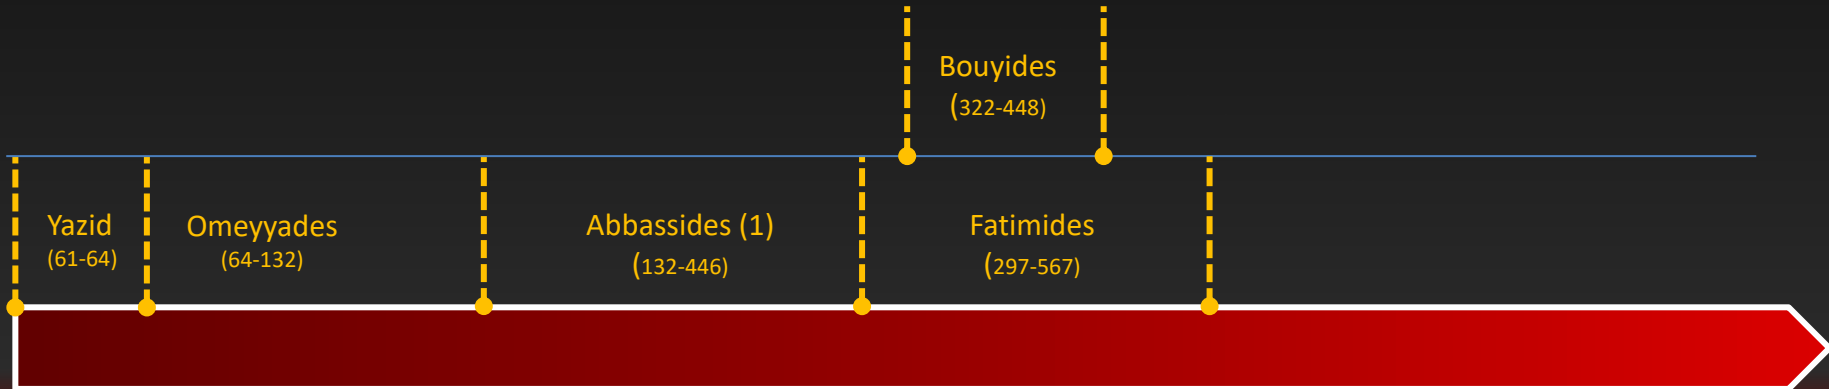 Bouyides
(322-448)
Yazid
(61-64)
Omeyyades
(64-132)
Abbassides (1)
(132-446)
Fatimides
(297-567)